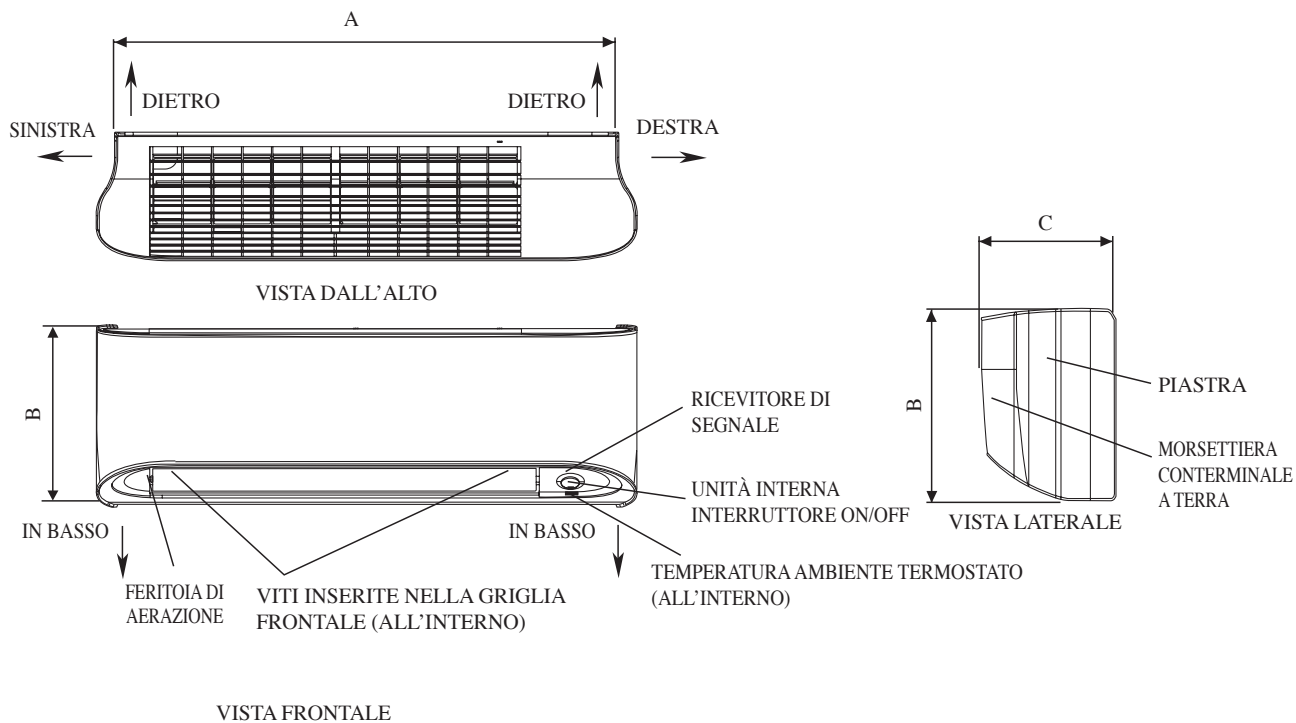 A
DIETRO
DIETRO
SINISTRA
DESTRA
VISTA DALL'ALTO
C
B
RICEVITORE DI
SEGNALE
UNITÀ INTERNA
INTERRUTTORE ON/OFF
IN BASSO
IN BASSO
TEMPERATURA AMBIENTE TERMOSTATO
(ALL'INTERNO)
FERITOIA DI
AERAZIONE
VITI INSERITE NELLA GRIGLIA
FRONTALE (ALL'INTERNO)
B
PIASTRA
MORSETTIERA
CONTERMINALE
A TERRA
VISTA LATERALE
VISTA FRONTALE